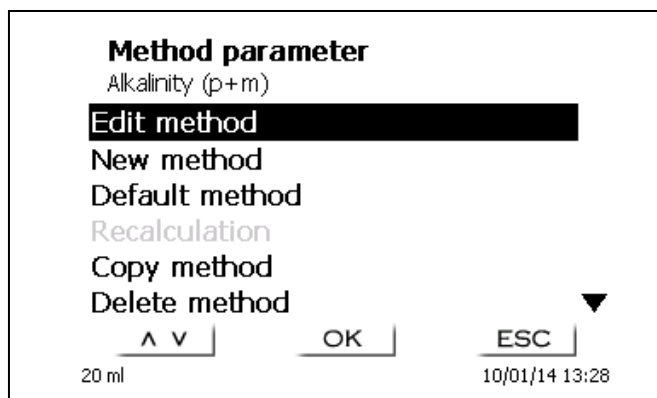 Method parameter
Alkalinity (p+m)
Edit method
New method
Default method
Recalculation
Copy method
Delete method ▼
∧ ∨ OK ESC
20 ml 10/01/14 13:28